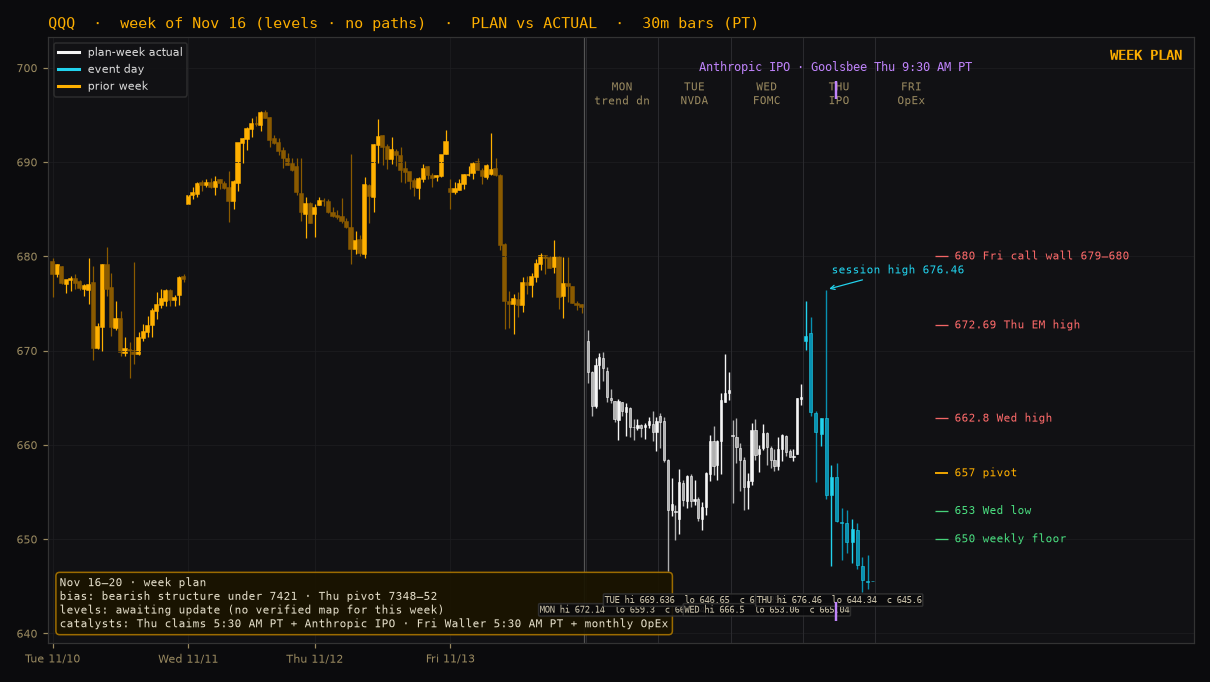 QQQ · week of Nov 16 (levels · no paths) · PLAN vs ACTUAL · 30m bars (PT)
plan-week actual
event day
prior week
WEEK PLAN
Anthropic IPO · Goolsbee Thu 9:30 AM PT
MON
trend dn
TUE
NVDA
WED
FOMC
THU
IPO
FRI
OpEx
700
690
680
670
660
650
640
680 Fri call wall 679–680
session high 676.46
672.69 Thu EM high
662.8 Wed high
657 pivot
653 Wed low
650 weekly floor
Nov 16–20 · week plan
bias: bearish structure under 7421 · Thu pivot 7348–52
levels: awaiting update (no verified map for this week)
catalysts: Thu claims 5:30 AM PT + Anthropic IPO · Fri Waller 5:30 AM PT + monthly OpEx
TUE hi 669.636 lo 646.65 c 6
THU hi 676.46 lo 644.34 c 645.6
MON hi 672.14 lo 659.3 c 66
WED hi 666.5 lo 653.06 c 665.04
Tue 11/10
Wed 11/11
Thu 11/12
Fri 11/13